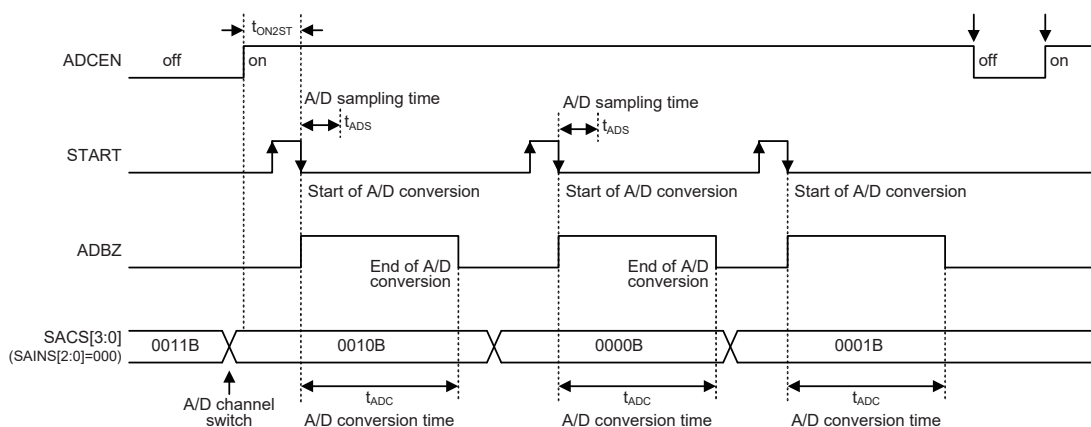 tON2ST
ADCEN
off
on
off
on
A/D sampling time
tADS
A/D sampling time
tADS
START
Start of A/D conversion
Start of A/D conversion
Start of A/D conversion
ADBZ
End of A/D
conversion
End of A/D
conversion
SACS[3:0]
(SAINS[2:0]=000)
0011B
0010B
0000B
0001B
A/D channel
switch
tADC
A/D conversion time
tADC
A/D conversion time
tADC
A/D conversion time